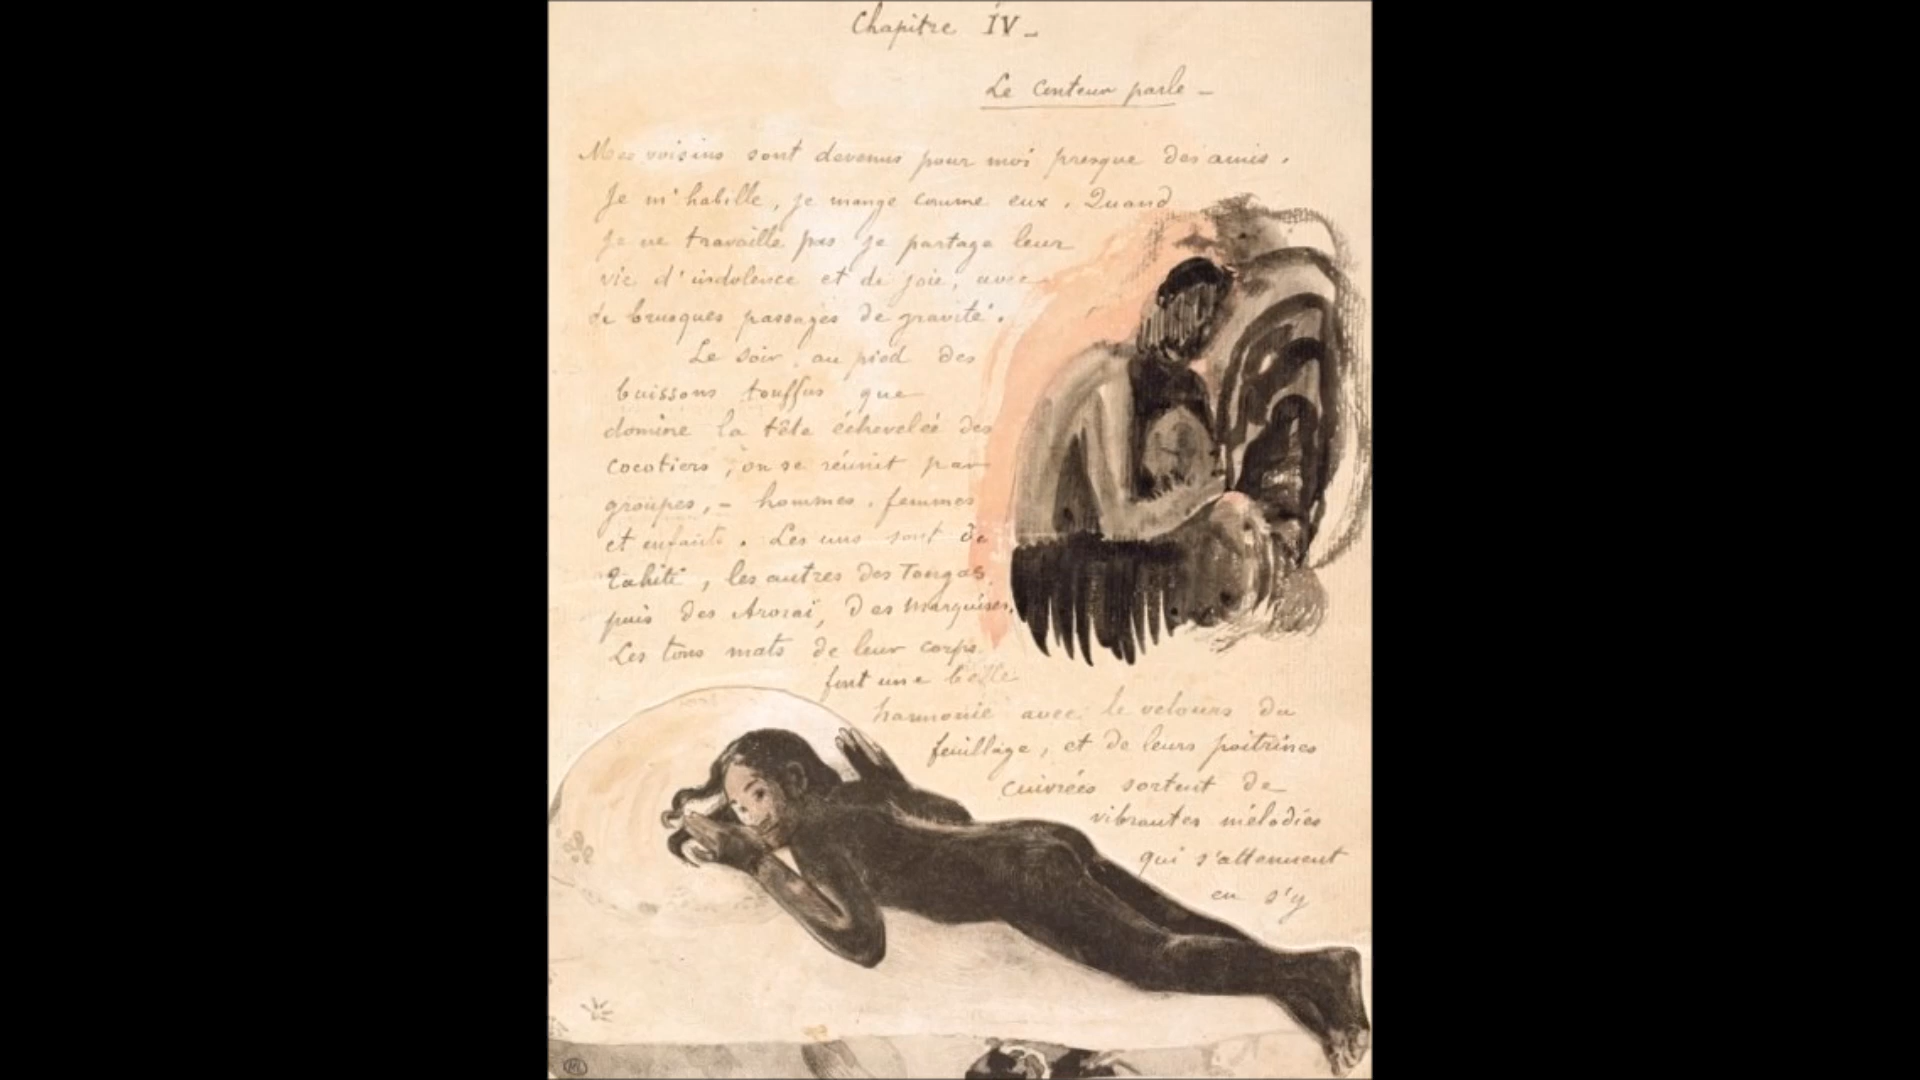 Chapitre IV_
Le Conteur parle _
Mes voisins sont devenus pour moi presque des amis.
Je m'habille, je mange comme eux. Quand
je ne travaille pas je partage leur
vie d'indolence et de joie, avec
de brusques passages de gravité.
Le soir, au pied des
buissons touffus que
domine la tête échevelée des
cocotiers, on se réunit par
groupes, - hommes, femmes
et enfants. Les uns sont de
Tahiti, les autres des Tongas,
puis des Arorai, des Marquises.
Les tons mats de leur corps
font une belle
harmonie avec le velours du
feuillage, et de leurs poitrines
cuivrées sortent de
vibrantes mélodies
qui s'attenuent
en s'y